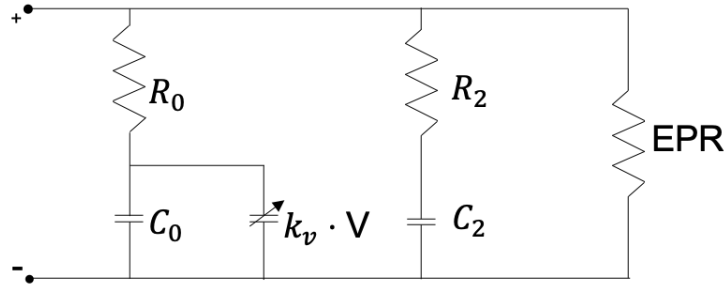 +
R₀
R₂
EPR
C₀
kᵥ · V
C₂
-